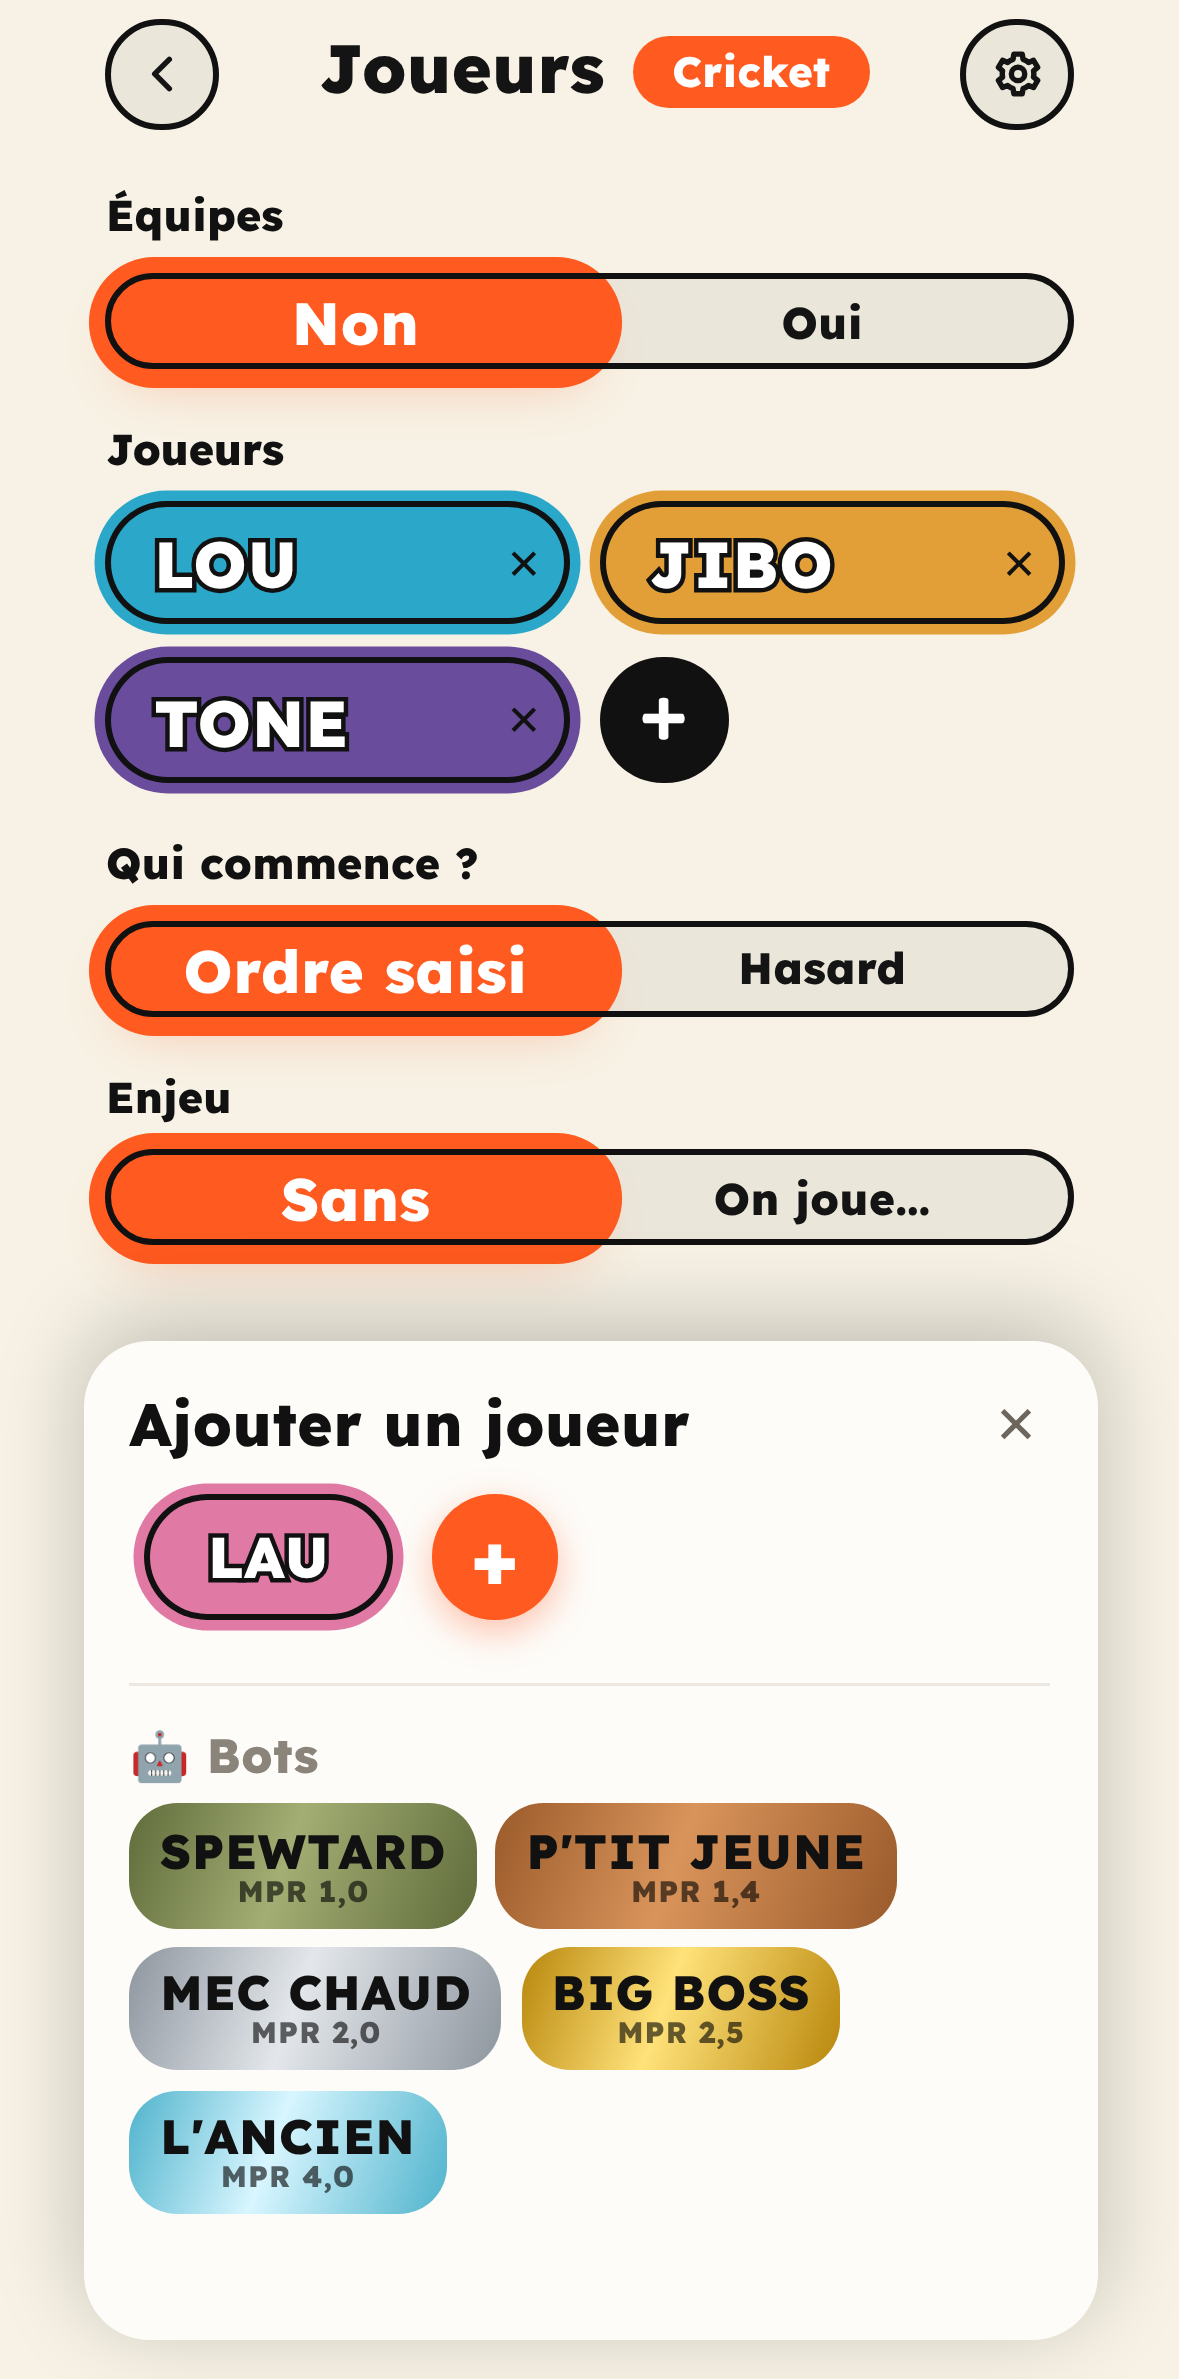 Joueurs Cricket
Équipes
Non Oui
Joueurs
LOU × JIBO ×
TONE × +
Qui commence ?
Ordre saisi Hasard
Enjeu
Sans On joue...
Ajouter un joueur ×
LAU +
🤖 Bots
SPEWTARD P'TIT JEUNE
MPR 1,0 MPR 1,4
MEC CHAUD BIG BOSS
MPR 2,0 MPR 2,5
L'ANCIEN
MPR 4,0